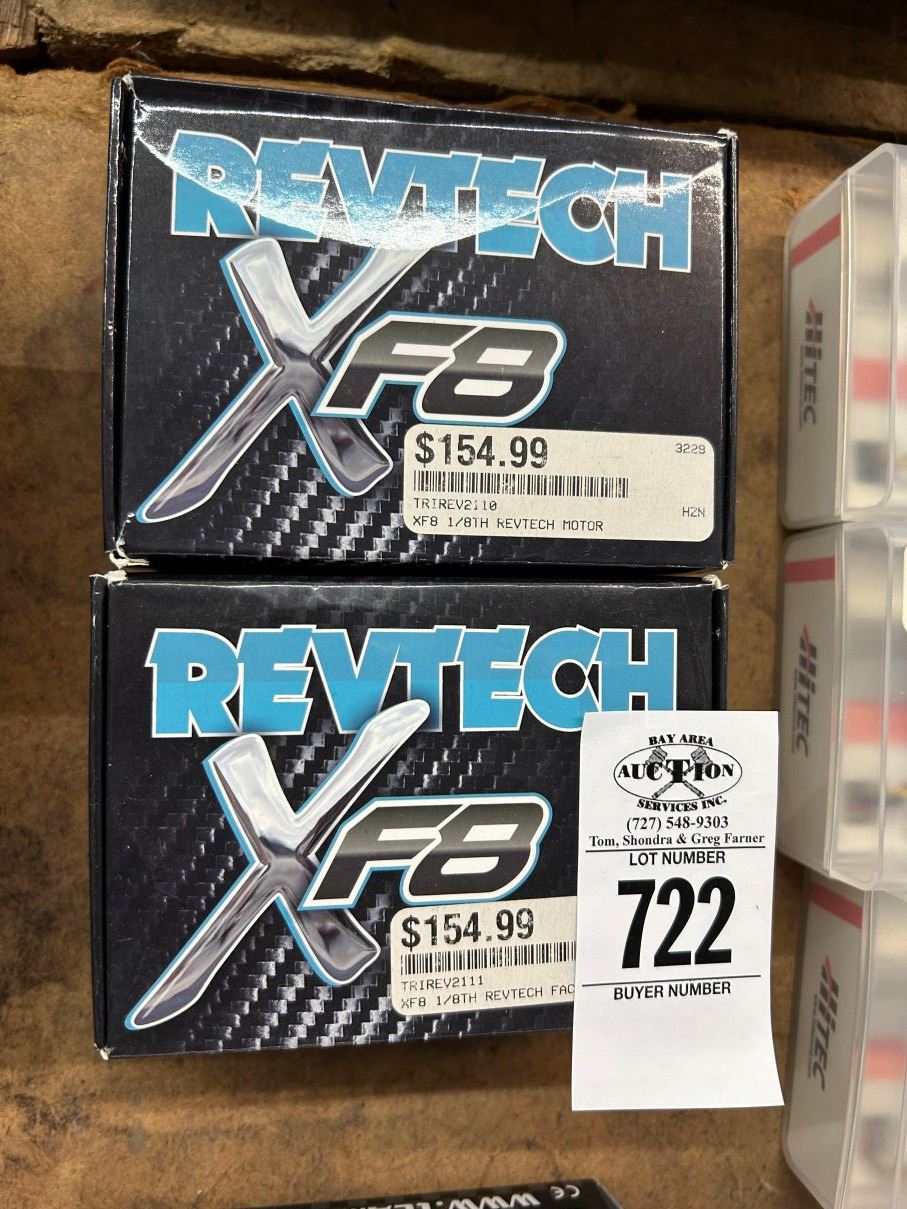 REVTECH
XF8
$154.99
3229
TRIREV2110
HZN
XF8 1/8TH REVTECH MOTOR
REVTECH
XF8
$154.99
TRIREV2111
XF8 1/8TH REVTECH FAC
BAY AREA
AUCTION
SERVICES INC.
(727) 548-9303
Tom, Shondra & Greg Farner
LOT NUMBER
722
BUYER NUMBER
HiTEC
HiTEC
HiTEC